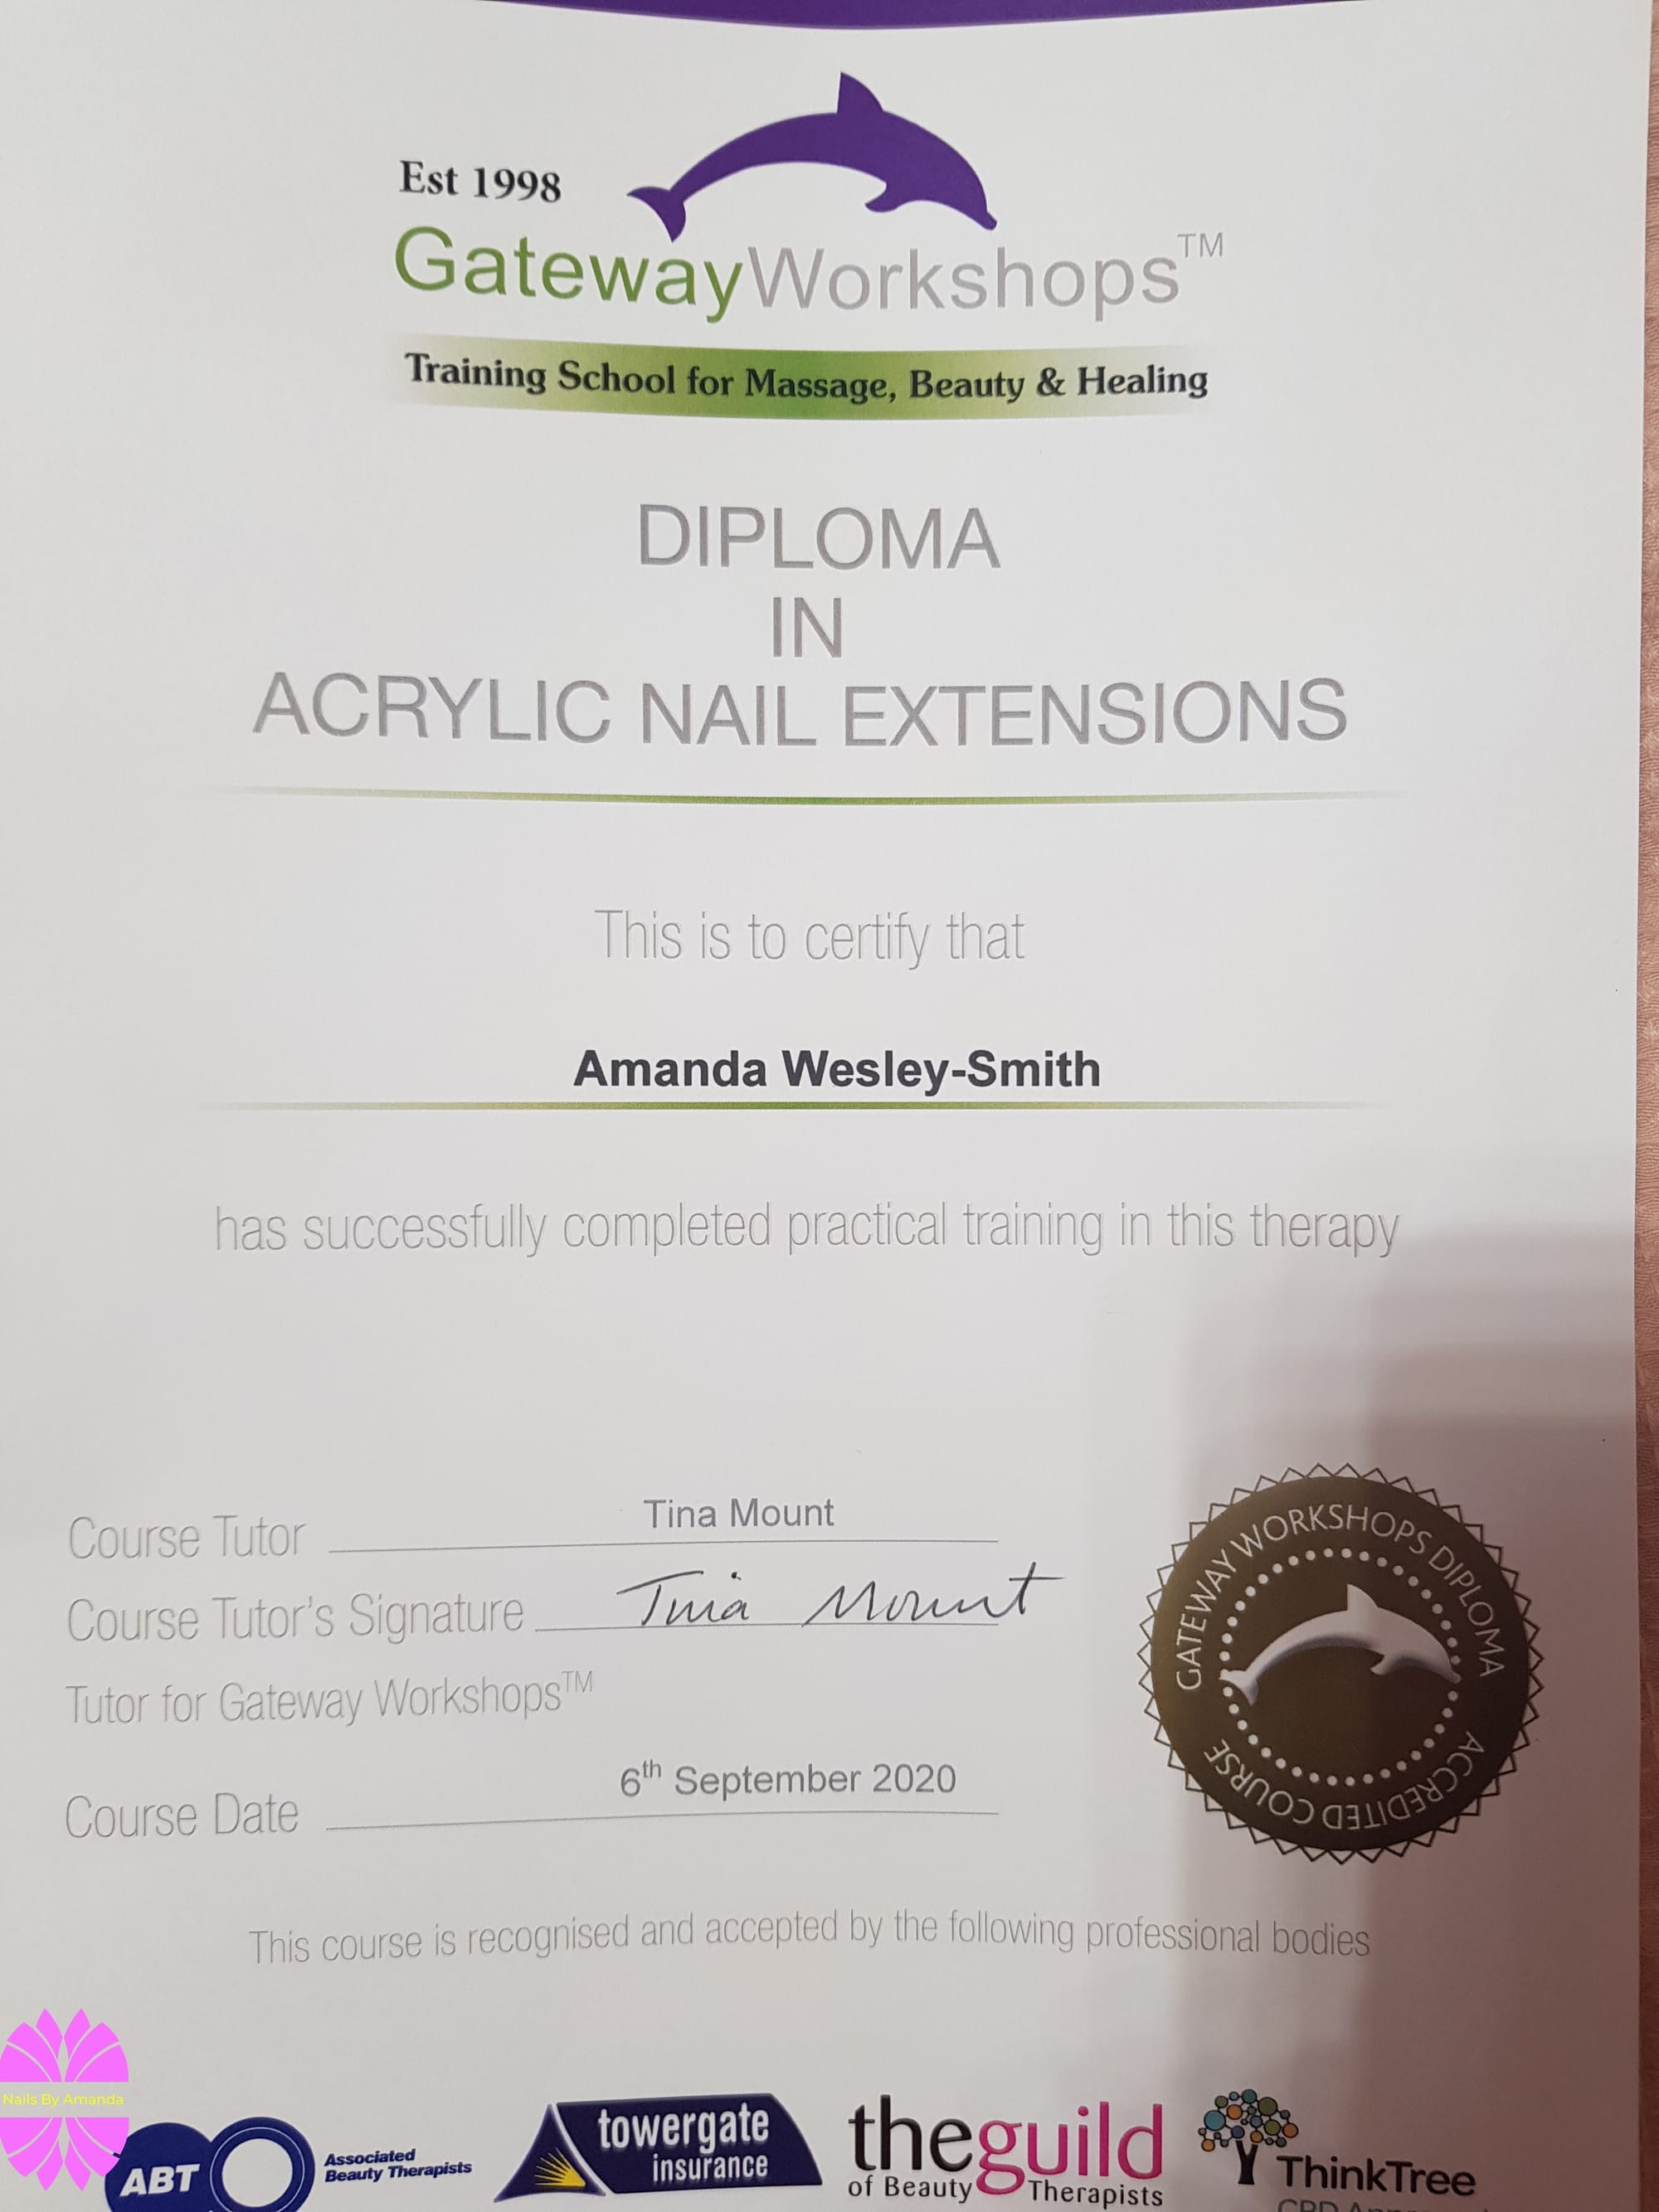 Est 1998
GatewayWorkshops™
Training School for Massage, Beauty & Healing
DIPLOMA
IN
ACRYLIC NAIL EXTENSIONS
This is to certify that
Amanda Wesley-Smith
has successfully completed practical training in this therapy
Course Tutor Tina Mount
Course Tutor's Signature Tina Mount
Tutor for Gateway Workshops™
Course Date 6th September 2020
GATEWAY WORKSHOPS DIPLOMA
ACCREDITED COURSE
This course is recognised and accepted by the following professional bodies
Nails By Amanda
ABT
Associated
Beauty Therapists
towergate
insurance
theguild
of Beauty Therapists
ThinkTree
CPD